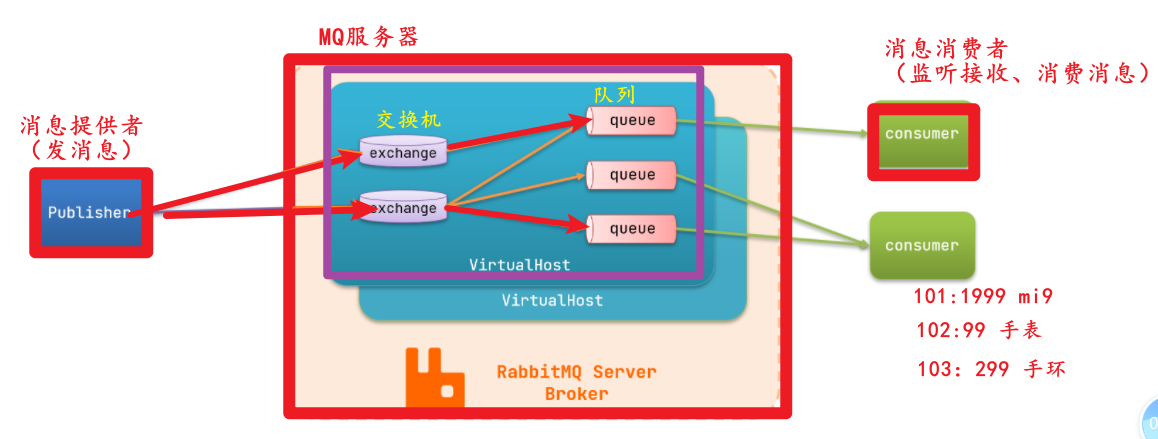 MQ服务器
消息消费者
（监听接收、消费消息）
消息提供者
（发消息）
交换机
队列
exchange
exchange
queue
queue
queue
Publisher
consumer
consumer
VirtualHost
VirtualHost
101:1999 mi9
102:99 手表
103: 299 手环
RabbitMQ Server
Broker
0